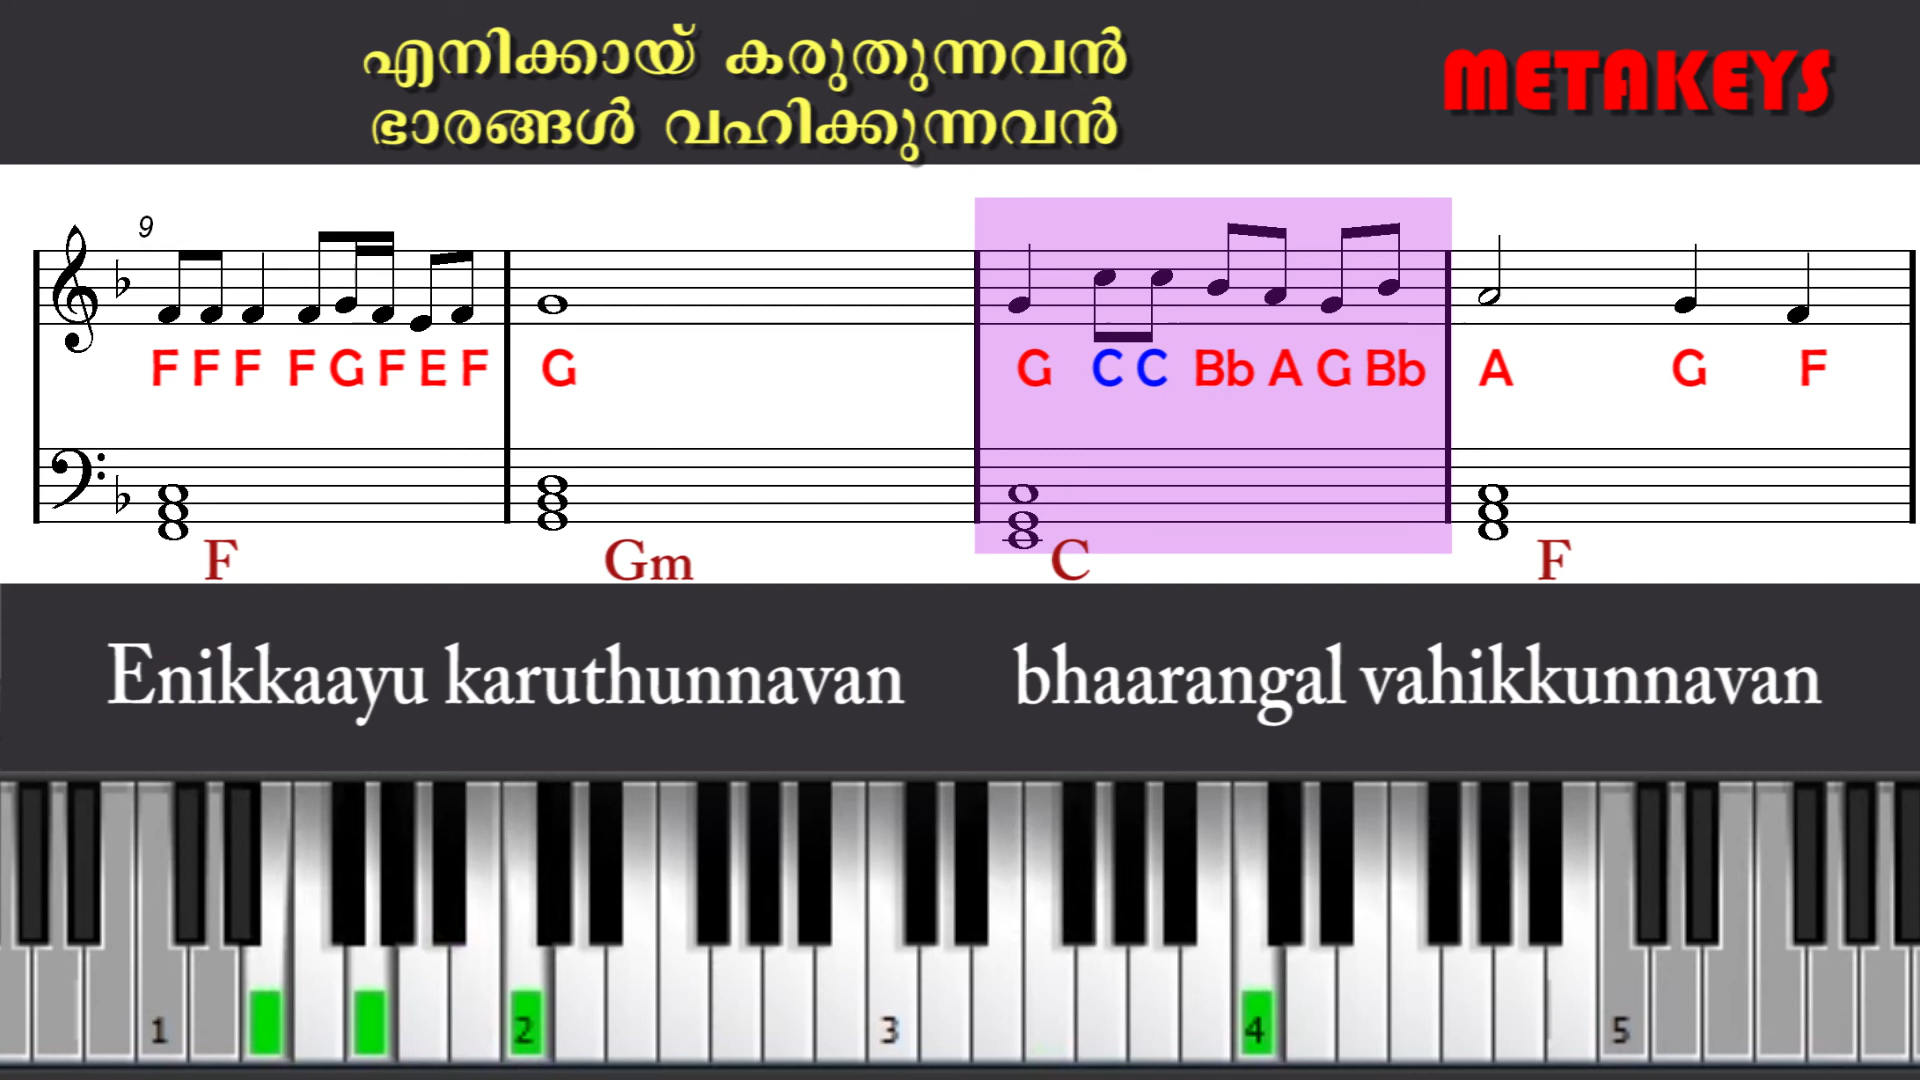 എനിക്കായ് കരുതുന്നവൻ
ഭാരങ്ങൾ വഹിക്കുന്നവൻ
METAKEYS
9
F F F F G F E F G G C C Bb A G Bb A G F
F Gm C F
Enikkaayu karuthunnavan bhaarangal vahikkunnavan
1 2 3 4 5